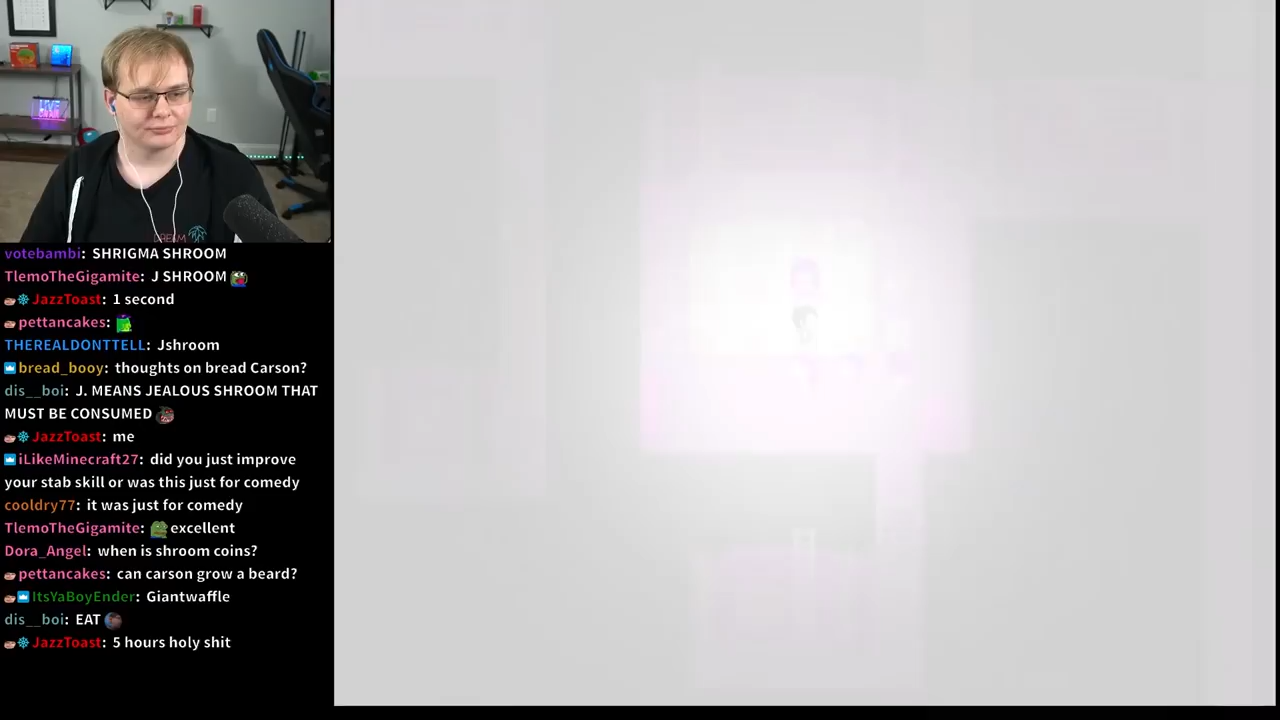 LIVE
DREAM
votebambi: SHRIGMA SHROOM
TlemoTheGigamite: J SHROOM
JazzToast: 1 second
pettancakes:
THEREALDONTTELL: Jshroom
bread_booy: thoughts on bread Carson?
dis__boi: J. MEANS JEALOUS SHROOM THAT
MUST BE CONSUMED
JazzToast: me
iLikeMinecraft27: did you just improve
your stab skill or was this just for comedy
cooldry77: it was just for comedy
TlemoTheGigamite: excellent
Dora_Angel: when is shroom coins?
pettancakes: can carson grow a beard?
ItsYaBoyEnder: Giantwaffle
dis__boi: EAT
JazzToast: 5 hours holy shit